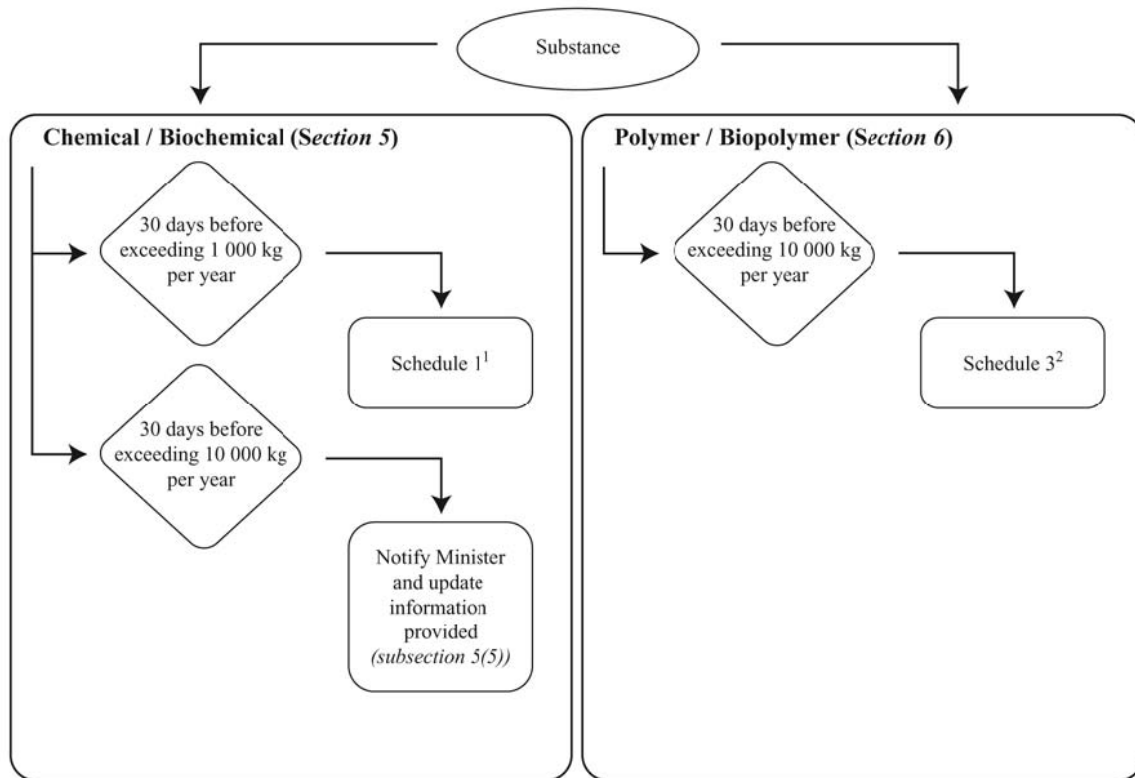 Substance
Chemical / Biochemical (Section 5)
30 days before
exceeding 1 000 kg
per year
Schedule 1¹
30 days before
exceeding 10 000 kg
per year
Notify Minister
and update
information
provided
(subsection 5(5))
Polymer / Biopolymer (Section 6)
30 days before
exceeding 10 000 kg
per year
Schedule 3²